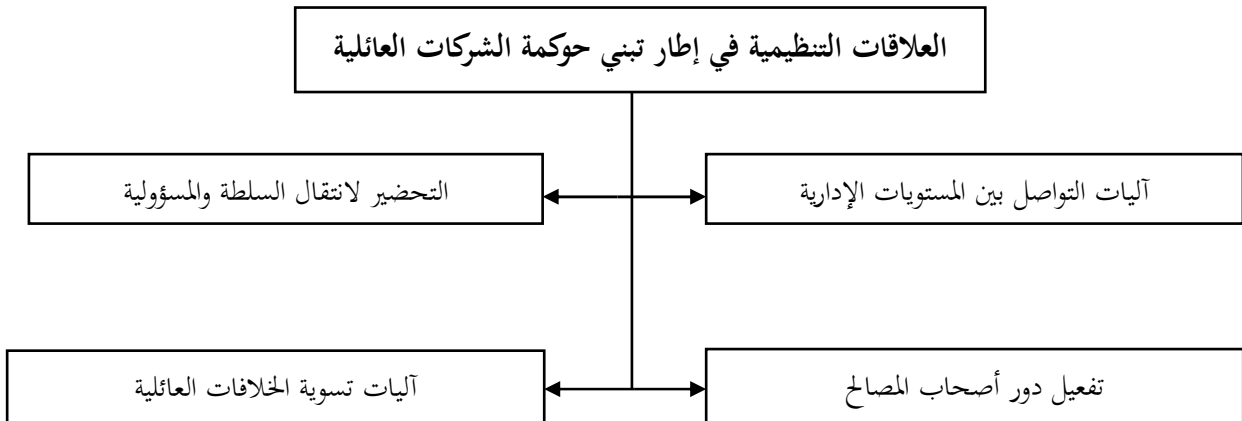 العلاقات التنظيمية في إطار تبني حوكمة الشركات العائلية
آليات التواصل بين المستويات الإدارية
التحضير لانتقال السلطة والمسؤولية
تفعيل دور أصحاب المصالح
آليات تسوية الخلافات العائلية